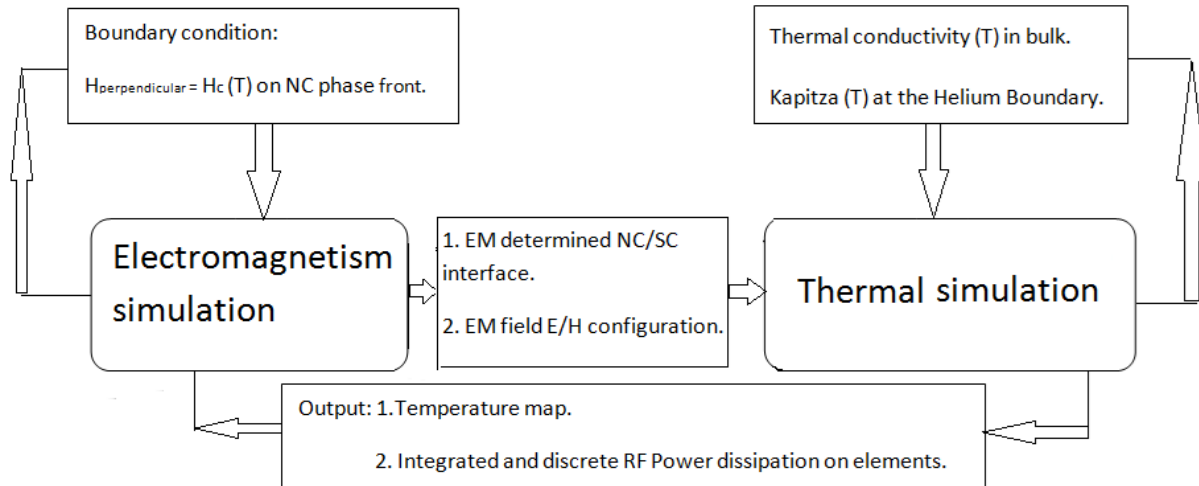 Boundary condition:
Hperpendicular = Hc (T) on NC phase front.
Thermal conductivity (T) in bulk.
Kapitza (T) at the Helium Boundary.
Electromagnetism
simulation
1. EM determined NC/SC
interface.
2. EM field E/H configuration.
Thermal simulation
Output: 1.Temperature map.
2. Integrated and discrete RF Power dissipation on elements.